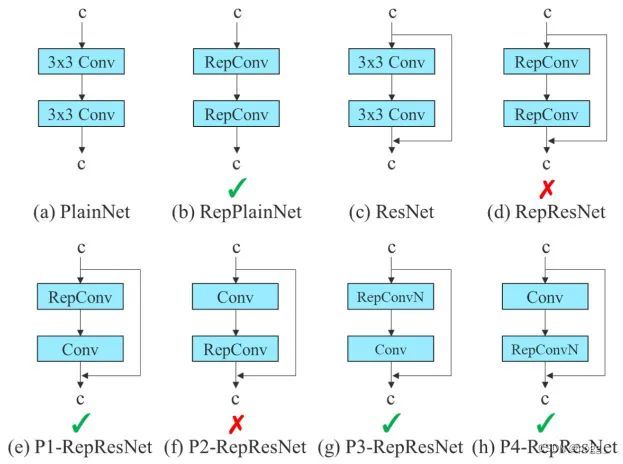 c c c c
3x3 Conv RepConv 3x3 Conv RepConv
3x3 Conv RepConv 3x3 Conv RepConv
c c c c
(a) PlainNet (b) RepPlainNet (c) ResNet (d) RepResNet
c c c c
RepConv Conv RepConvN Conv
Conv RepConv Conv RepConvN
c c c c
(e) P1-RepResNet (f) P2-RepResNet (g) P3-RepResNet (h) P4-RepResNet